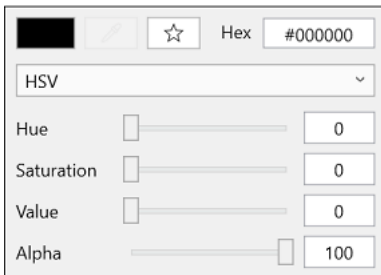 Hex #000000
HSV
Hue 0
Saturation 0
Value 0
Alpha 100